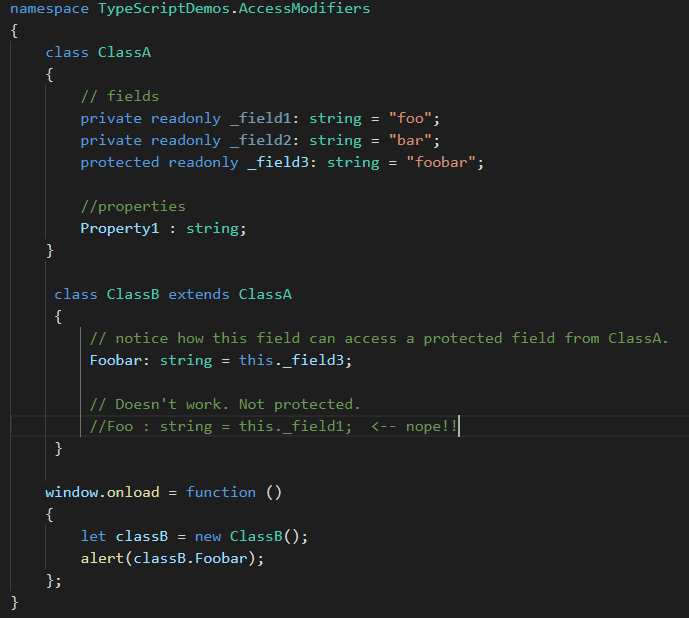 namespace TypeScriptDemos.AccessModifiers
{
    class ClassA
    {
        // fields
        private readonly _field1: string = "foo";
        private readonly _field2: string = "bar";
        protected readonly _field3: string = "foobar";

        //properties
        Property1 : string;
    }

     class ClassB extends ClassA
     {
         // notice how this field can access a protected field from ClassA.
         Foobar: string = this._field3;

         // Doesn't work. Not protected.
         //Foo : string = this._field1;  <-- nope!!
     }

    window.onload = function ()
    {
        let classB = new ClassB();
        alert(classB.Foobar);
    };
}